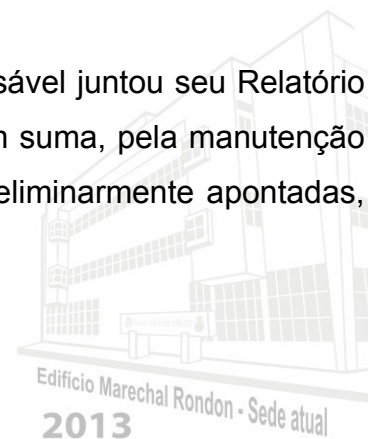 sável juntou seu Relatório
suma, pela manutenção
eliminarmente apontadas,
Edifício Marechal Rondon - Sede atual
2013